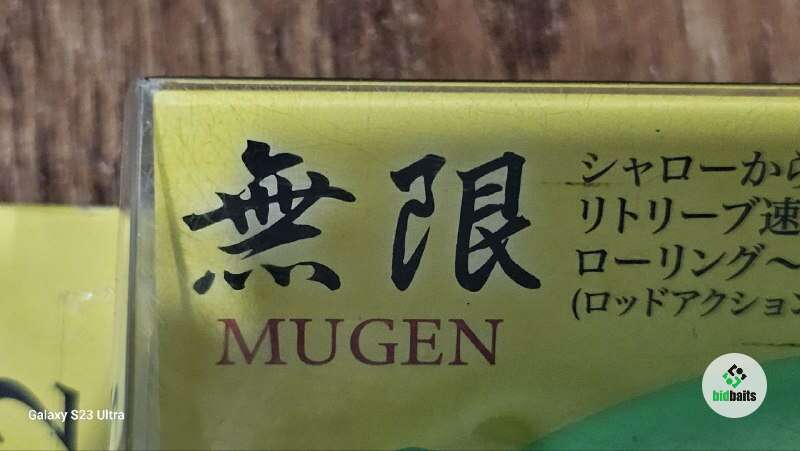 無限
MUGEN
シャローから
リトリーブ速
ローリング～
(ロッドアクション
Galaxy S23 Ultra
bidbaits